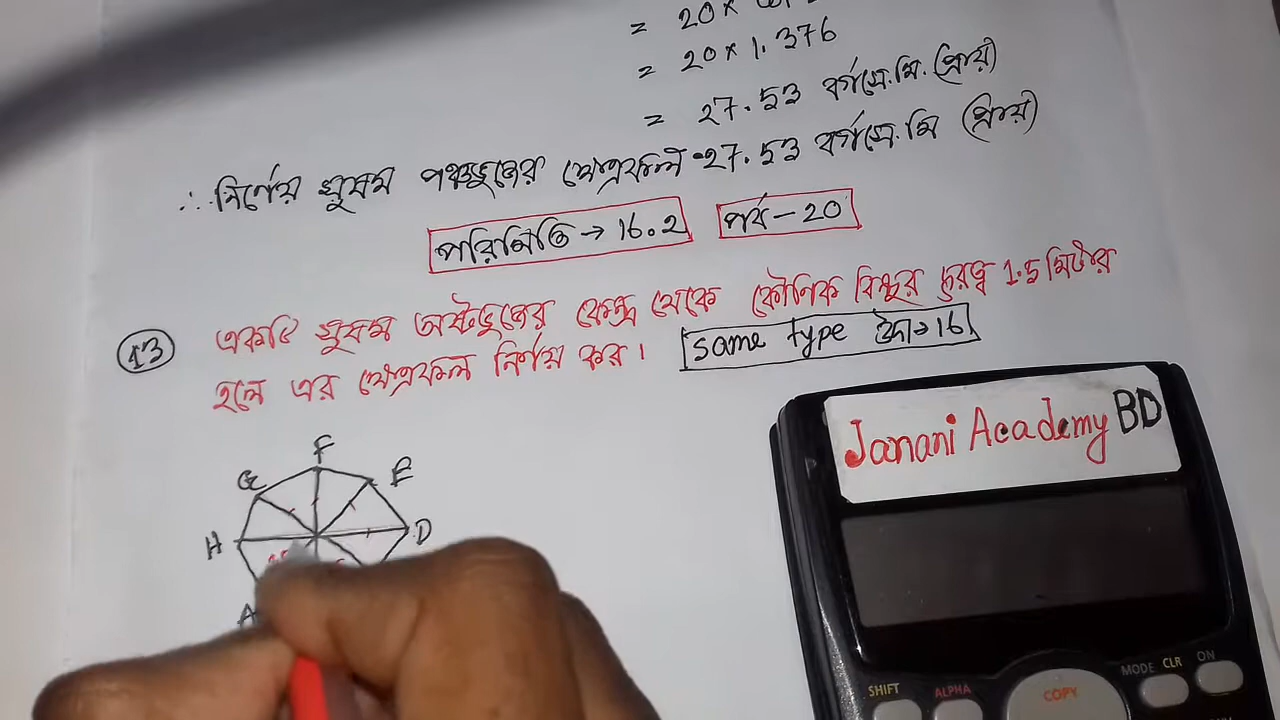 = 20 ×
= 20 × 1.376
= 27.53 বর্গসে.মি. (প্রায়)
∴ নির্ণেয় সুষম পঞ্চভুজের ক্ষেত্রফল = 27.53 বর্গসে.মি (প্রায়)
পরিমিতি → 16.2 পর্ব - 20
13 একটি সুষম অষ্টভুজের কেন্দ্র থেকে কৌণিক বিন্দুর দুরত্ব 1.5 মিটার
হলে এর ক্ষেত্রফল নির্ণয় কর। Same type উদা→16
Janani Academy BD
F
G E
H D
A
MODE CLR ON
SHIFT ALPHA COPY